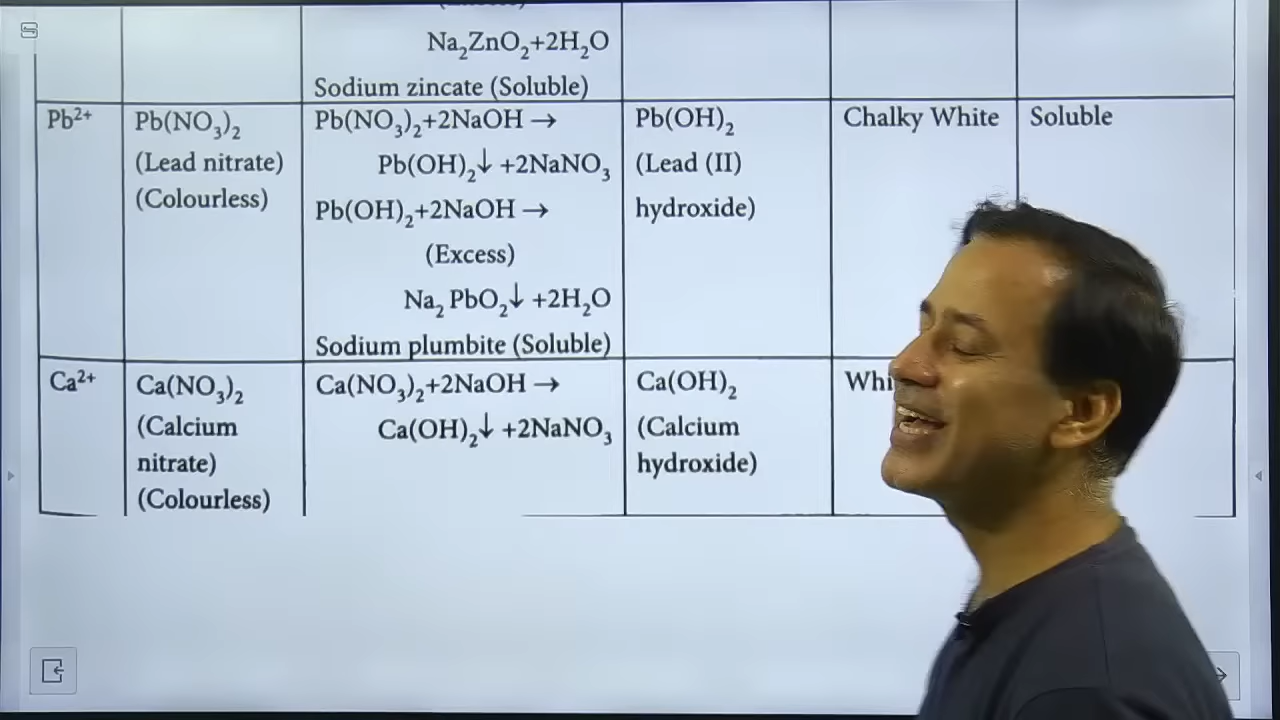 Na₂ZnO₂+2H₂O
Sodium zincate (Soluble)
Pb²⁺
Pb(NO₃)₂
(Lead nitrate)
(Colourless)
Pb(NO₃)₂+2NaOH →
Pb(OH)₂↓ +2NaNO₃
Pb(OH)₂+2NaOH →
(Excess)
Na₂ PbO₂↓ +2H₂O
Sodium plumbite (Soluble)
Pb(OH)₂
(Lead (II)
hydroxide)
Chalky White
Soluble
Ca²⁺
Ca(NO₃)₂
(Calcium
nitrate)
(Colourless)
Ca(NO₃)₂+2NaOH →
Ca(OH)₂↓ +2NaNO₃
Ca(OH)₂
(Calcium
hydroxide)